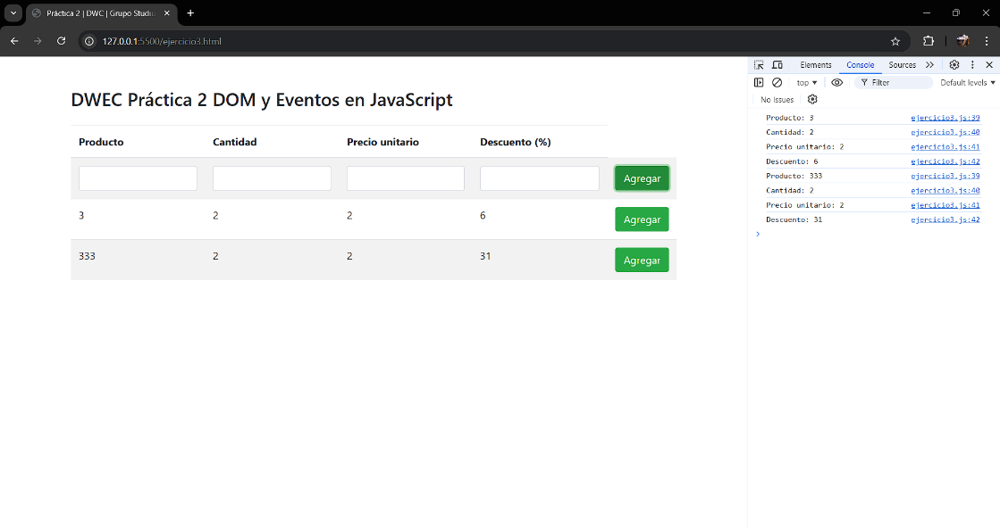 Práctica 2 | DWC | Grupo Studiu
127.0.0.1:5500/ejercicio3.html
Elements Console Sources
top Filter Default levels
No Issues
DWEC Práctica 2 DOM y Eventos en JavaScript
Producto Cantidad Precio unitario Descuento (%)
Agregar
3 2 2 6 Agregar
333 2 2 31 Agregar
Producto: 3 ejercicio3.js:39
Cantidad: 2 ejercicio3.js:40
Precio unitario: 2 ejercicio3.js:41
Descuento: 6 ejercicio3.js:42
Producto: 333 ejercicio3.js:39
Cantidad: 2 ejercicio3.js:40
Precio unitario: 2 ejercicio3.js:41
Descuento: 31 ejercicio3.js:42